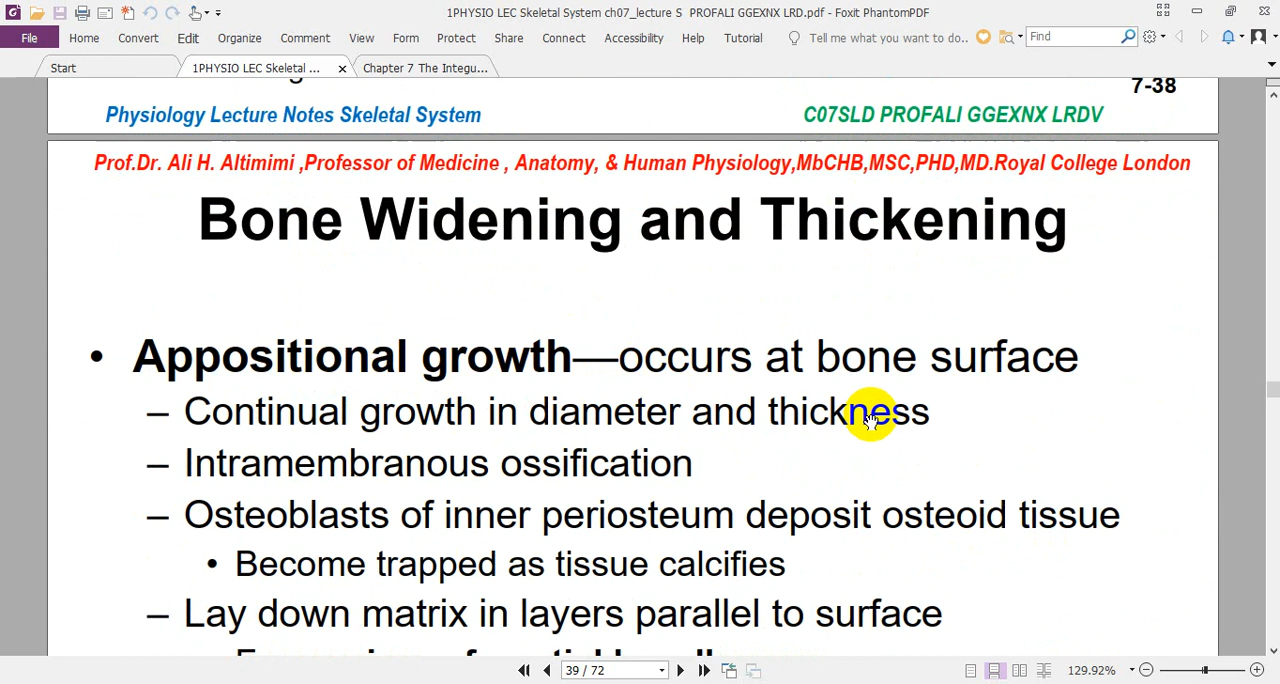 1PHYSIO LEC Skeletal System ch07_lecture S PROFALI GGEXNX LRD.pdf - Foxit PhantomPDF
File Home Convert Edit Organize Comment View Form Protect Share Connect Accessibility Help Tutorial Tell me what you want to do.. Find
Start 1PHYSIO LEC Skeletal ... Chapter 7 The Integu...
7-38
Physiology Lecture Notes Skeletal System C07SLD PROFALI GGEXNX LRDV
Prof.Dr. Ali H. Altimimi ,Professor of Medicine , Anatomy, & Human Physiology,MbCHB,MSC,PHD,MD.Royal College London
Bone Widening and Thickening
• Appositional growth—occurs at bone surface
– Continual growth in diameter and thickness
– Intramembranous ossification
– Osteoblasts of inner periosteum deposit osteoid tissue
• Become trapped as tissue calcifies
– Lay down matrix in layers parallel to surface
39 / 72 129.92%